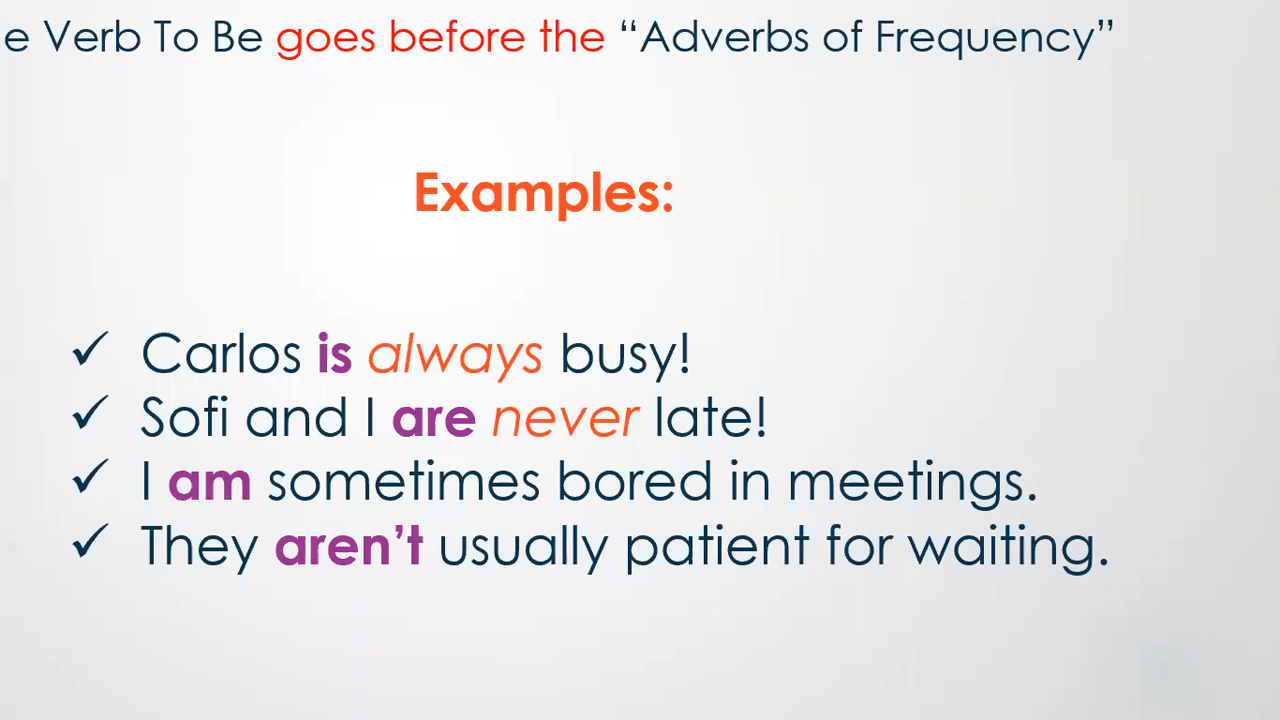 e Verb To Be goes before the “Adverbs of Frequency”
Examples:
✓ Carlos is always busy!
✓ Sofi and I are never late!
✓ I am sometimes bored in meetings.
✓ They aren’t usually patient for waiting.